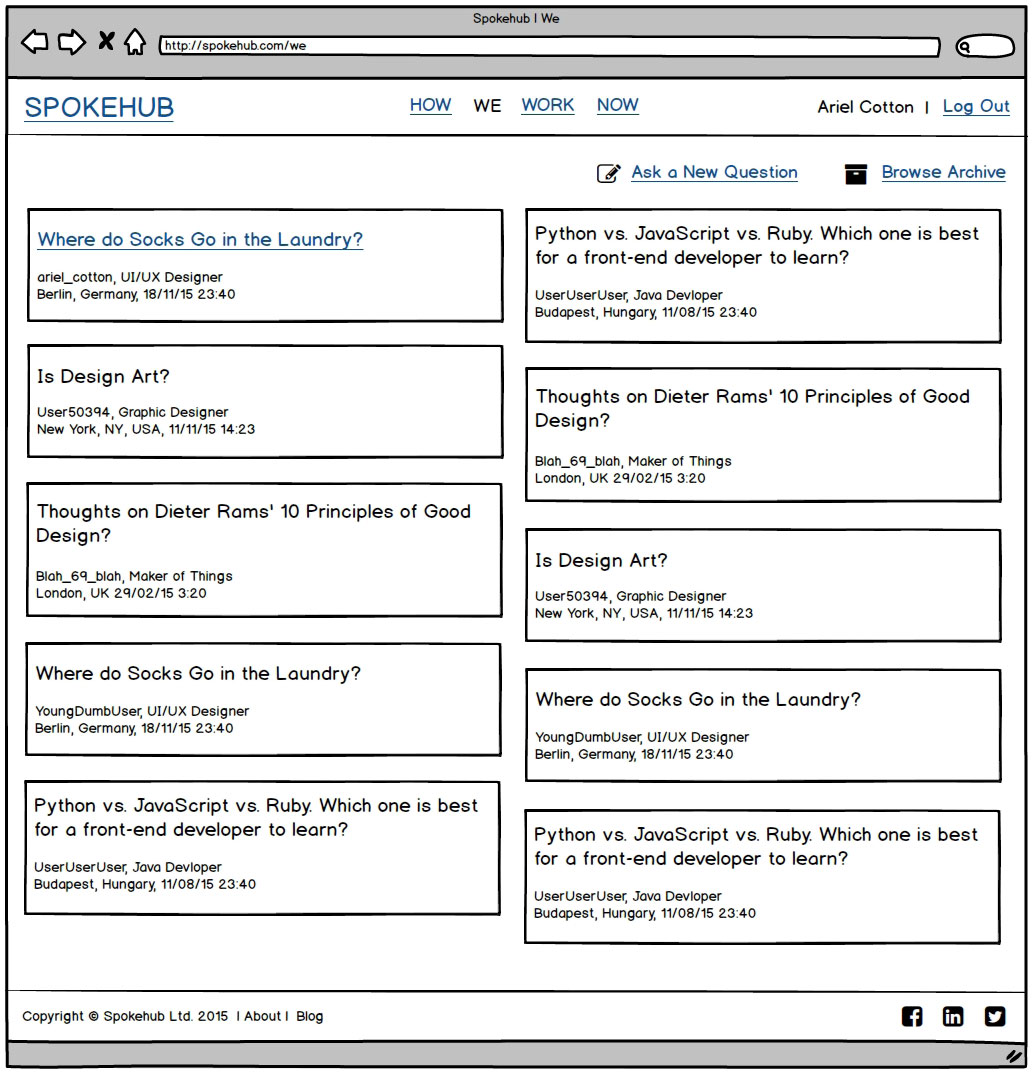 Spokehub | We
http://spokehub.com/we
SPOKEHUB
HOW WE WORK NOW
Ariel Cotton | Log Out
Ask a New Question
Browse Archive
Where do Socks Go in the Laundry?
ariel_cotton, UI/UX Designer
Berlin, Germany, 18/11/15 23:40
Is Design Art?
User50394, Graphic Designer
New York, NY, USA, 11/11/15 14:23
Thoughts on Dieter Rams' 10 Principles of Good
Design?
Blah_69_blah, Maker of Things
London, UK 29/02/15 3:20
Where do Socks Go in the Laundry?
YoungDumbUser, UI/UX Designer
Berlin, Germany, 18/11/15 23:40
Python vs. JavaScript vs. Ruby. Which one is best
for a front-end developer to learn?
UserUserUser, Java Devloper
Budapest, Hungary, 11/08/15 23:40
Python vs. JavaScript vs. Ruby. Which one is best
for a front-end developer to learn?
UserUserUser, Java Devloper
Budapest, Hungary, 11/08/15 23:40
Thoughts on Dieter Rams' 10 Principles of Good
Design?
Blah_69_blah, Maker of Things
London, UK 29/02/15 3:20
Is Design Art?
User50394, Graphic Designer
New York, NY, USA, 11/11/15 14:23
Where do Socks Go in the Laundry?
YoungDumbUser, UI/UX Designer
Berlin, Germany, 18/11/15 23:40
Python vs. JavaScript vs. Ruby. Which one is best
for a front-end developer to learn?
UserUserUser, Java Devloper
Budapest, Hungary, 11/08/15 23:40
Copyright © Spokehub Ltd. 2015 | About | Blog